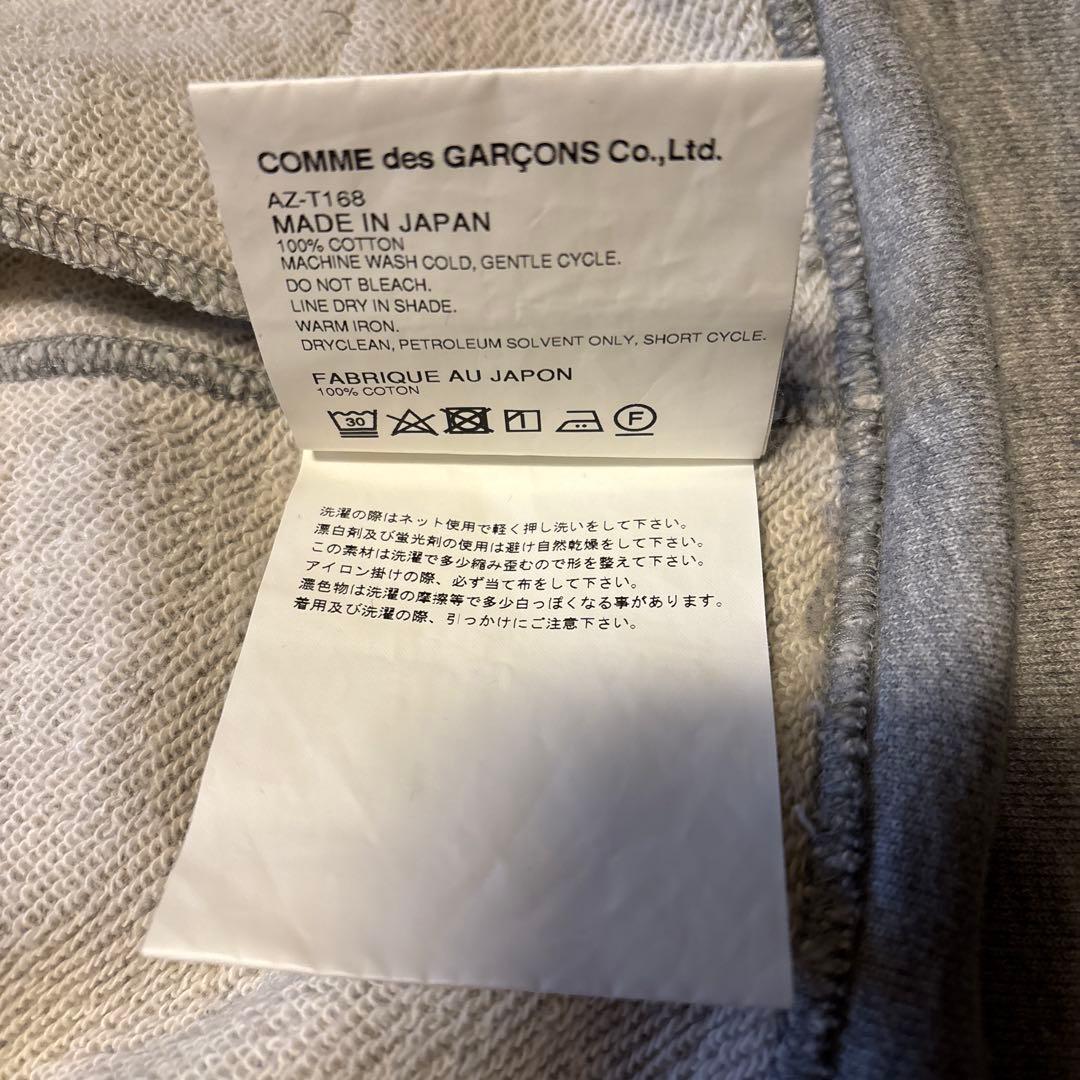 COMME des GARÇONS Co.,Ltd.
AZ-T168
MADE IN JAPAN
100% COTTON
MACHINE WASH COLD, GENTLE CYCLE.
DO NOT BLEACH.
LINE DRY IN SHADE.
WARM IRON.
DRYCLEAN, PETROLEUM SOLVENT ONLY, SHORT CYCLE.
FABRIQUE AU JAPON
100% COTON
30 F
洗濯の際はネット使用で軽く押し洗いをして下さい。
漂白剤及び蛍光剤の使用は避け自然乾燥をして下さい。
この素材は洗濯で多少縮み歪むので形を整えて下さい。
アイロン掛けの際、必ず当て布をして下さい。
濃色物は洗濯の摩擦等で多少白っぽくなる事があります。
着用及び洗濯の際、引っかけにご注意下さい。